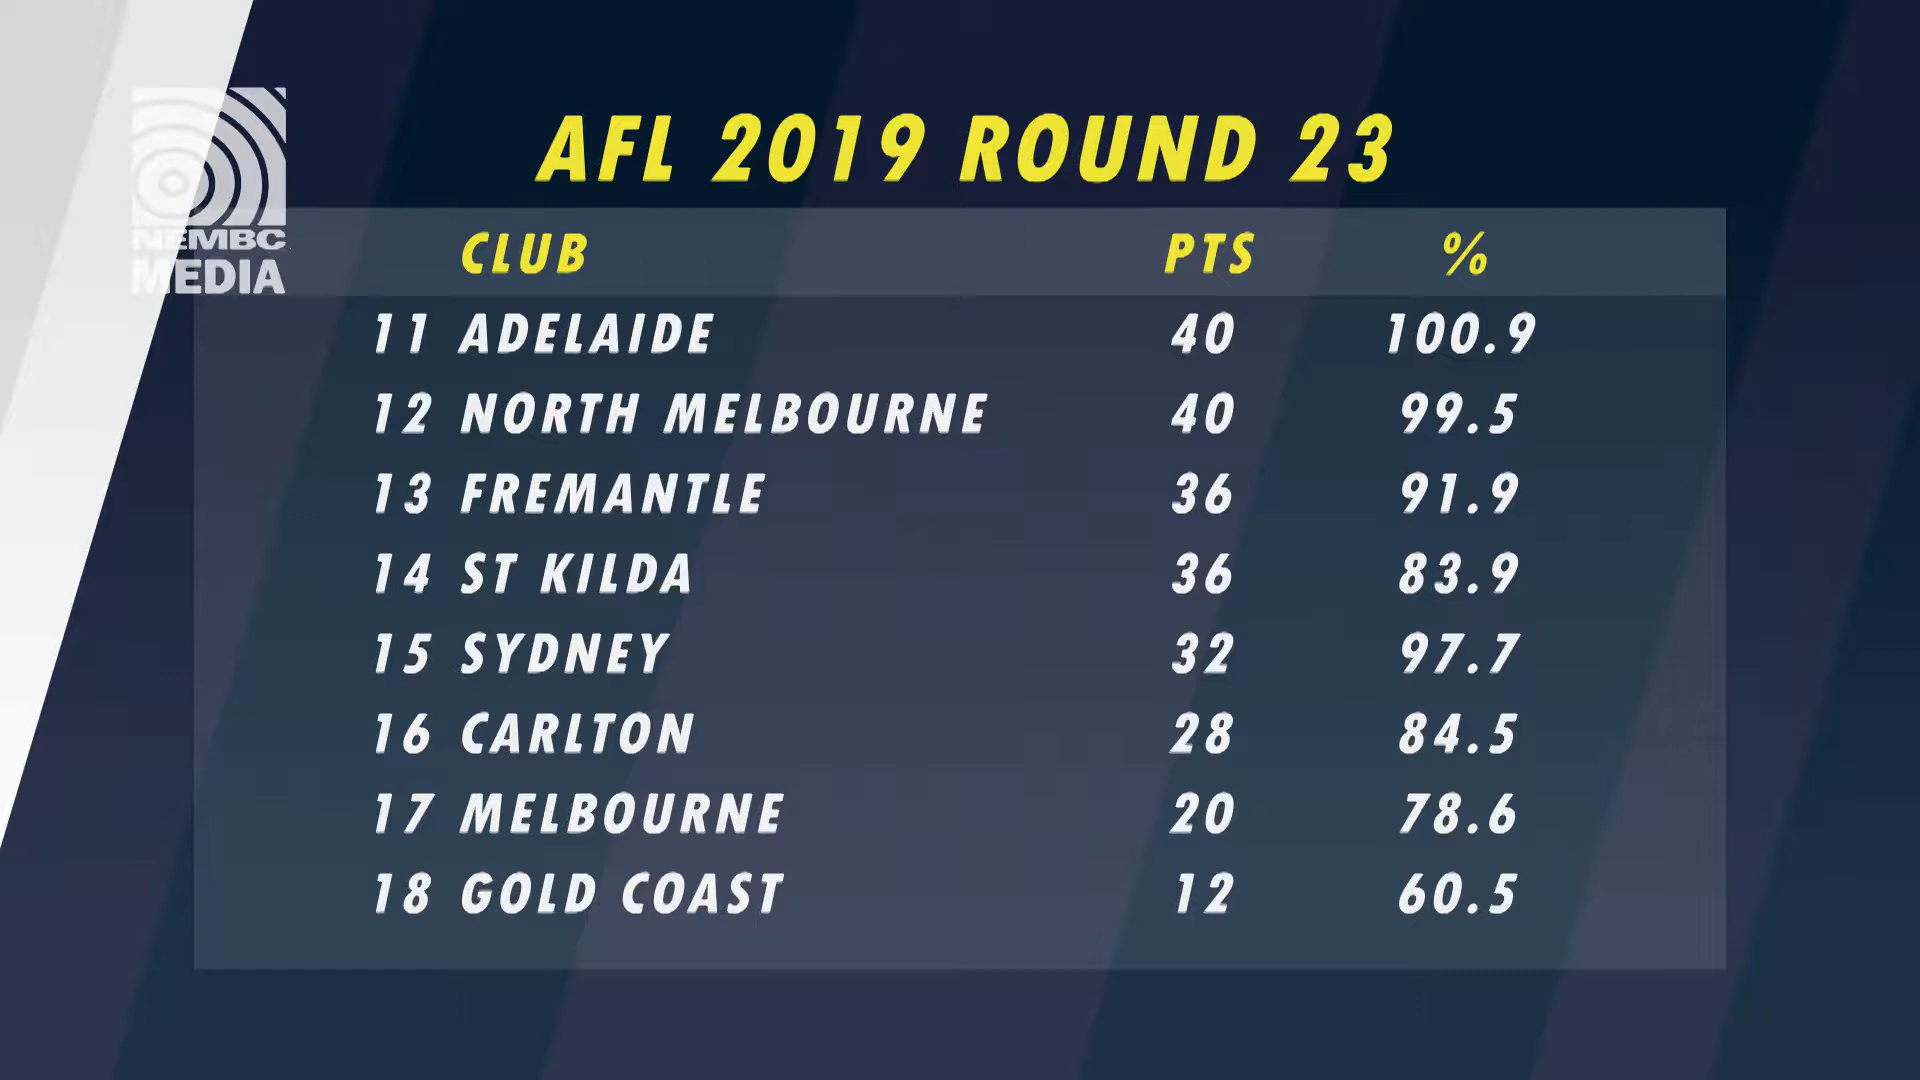 NEMBC
MEDIA
AFL 2019 ROUND 23
CLUB PTS %
11 ADELAIDE 40 100.9
12 NORTH MELBOURNE 40 99.5
13 FREMANTLE 36 91.9
14 ST KILDA 36 83.9
15 SYDNEY 32 97.7
16 CARLTON 28 84.5
17 MELBOURNE 20 78.6
18 GOLD COAST 12 60.5